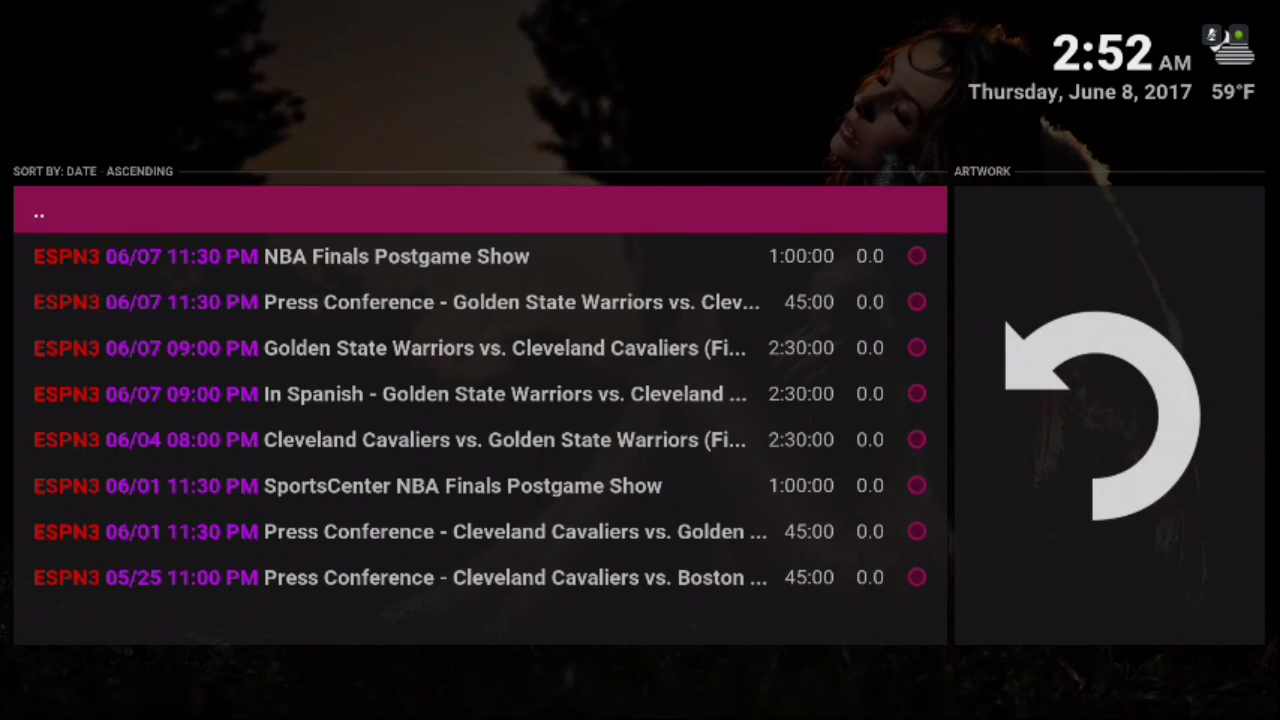 2:52 AM
Thursday, June 8, 2017 59°F
SORT BY: DATE · ASCENDING
ARTWORK
..
ESPN3 06/07 11:30 PM NBA Finals Postgame Show 1:00:00 0.0
ESPN3 06/07 11:30 PM Press Conference - Golden State Warriors vs. Clev... 45:00 0.0
ESPN3 06/07 09:00 PM Golden State Warriors vs. Cleveland Cavaliers (Fi... 2:30:00 0.0
ESPN3 06/07 09:00 PM In Spanish - Golden State Warriors vs. Cleveland ... 2:30:00 0.0
ESPN3 06/04 08:00 PM Cleveland Cavaliers vs. Golden State Warriors (Fi... 2:30:00 0.0
ESPN3 06/01 11:30 PM SportsCenter NBA Finals Postgame Show 1:00:00 0.0
ESPN3 06/01 11:30 PM Press Conference - Cleveland Cavaliers vs. Golden ... 45:00 0.0
ESPN3 05/25 11:00 PM Press Conference - Cleveland Cavaliers vs. Boston ... 45:00 0.0